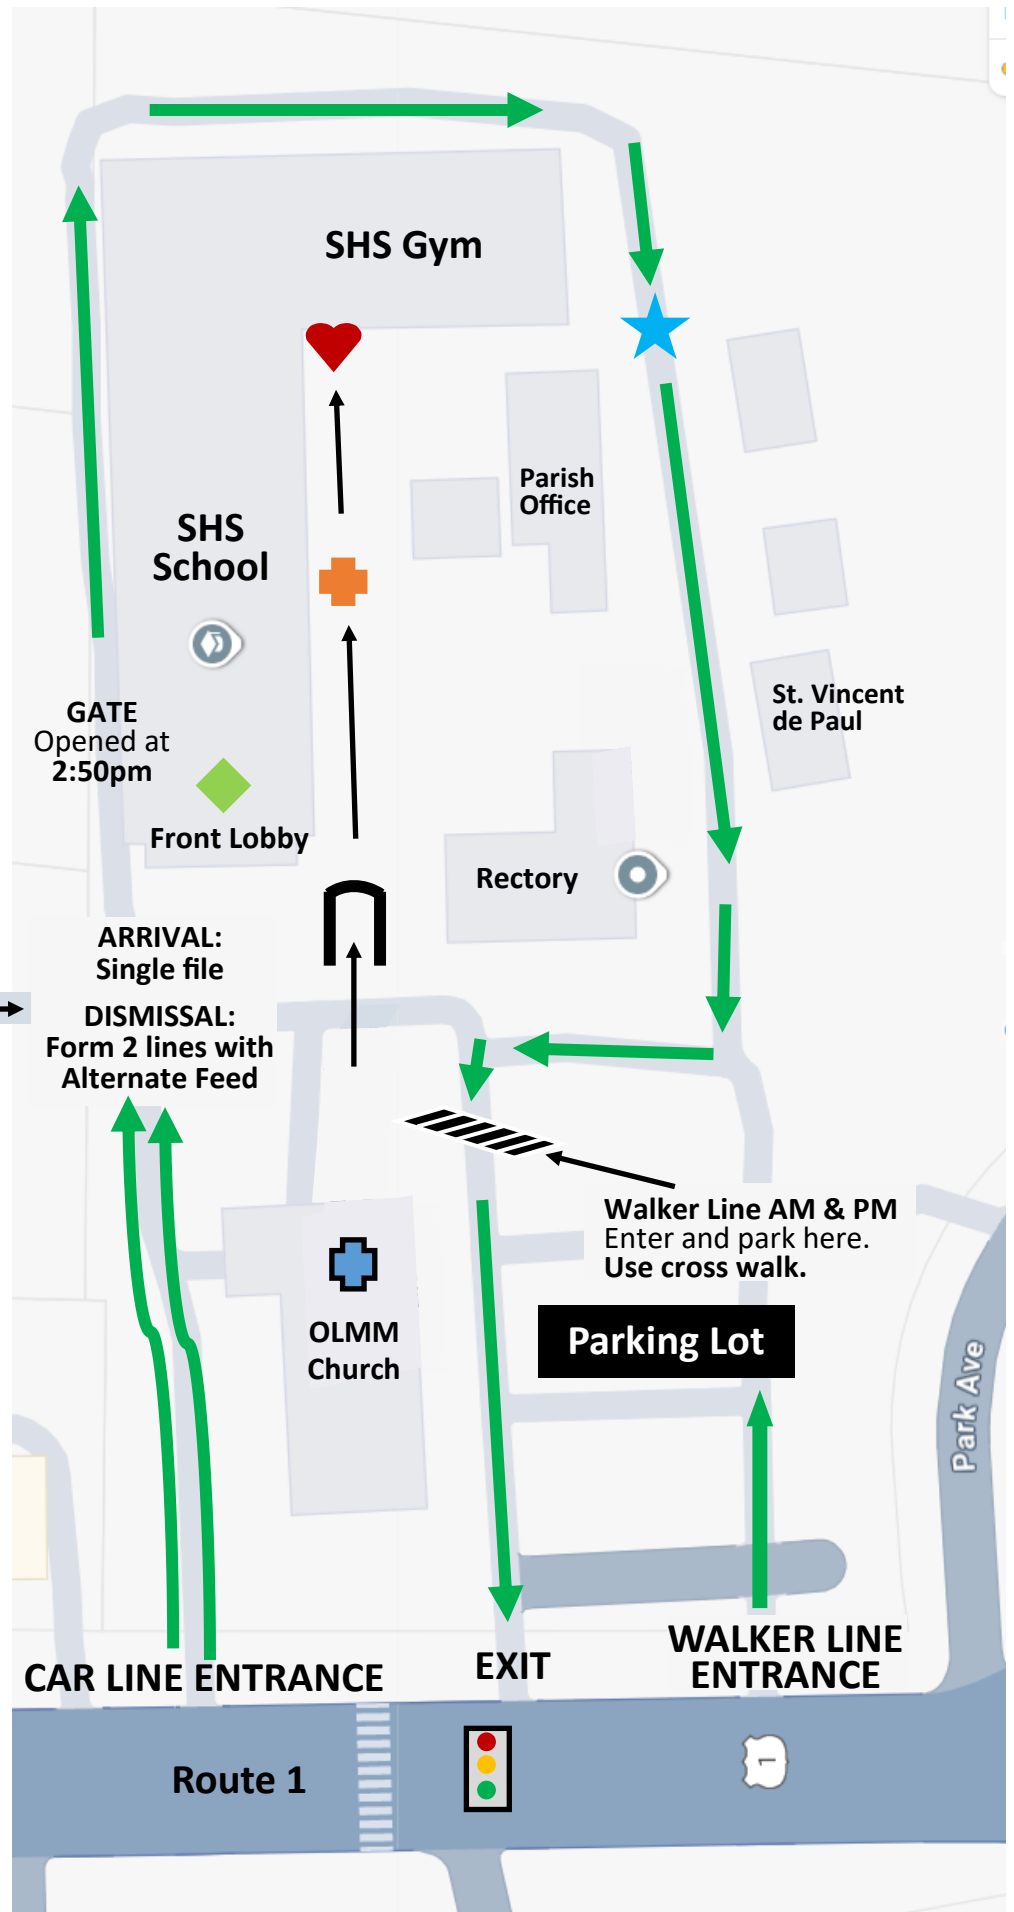 SHS Gym
Parish
Office
SHS
School
St. Vincent
de Paul
GATE
Opened at
2:50pm
Front Lobby
Rectory
ARRIVAL:
Single file
DISMISSAL:
Form 2 lines with
Alternate Feed
Walker Line AM & PM
Enter and park here.
Use cross walk.
OLMM
Church
Parking Lot
Park Ave
CAR LINE ENTRANCE
EXIT
WALKER LINE
ENTRANCE
Route 1
1